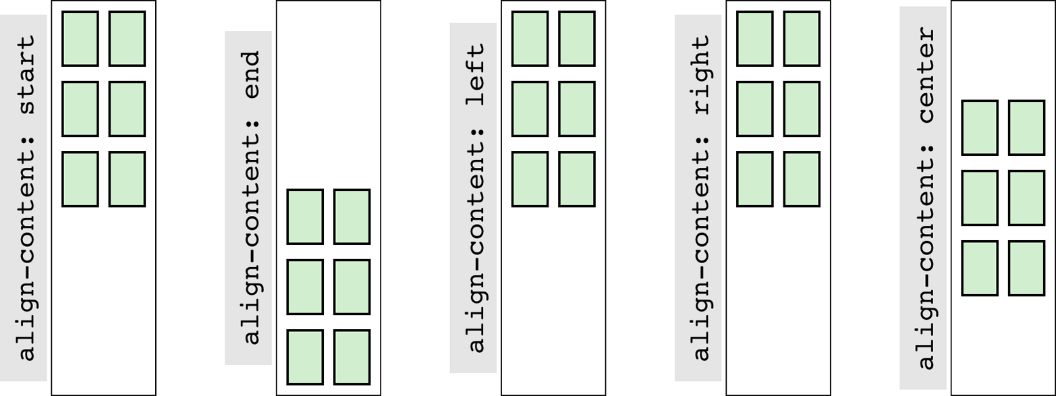 align-content: start
align-content: end
align-content: left
align-content: right
align-content: center